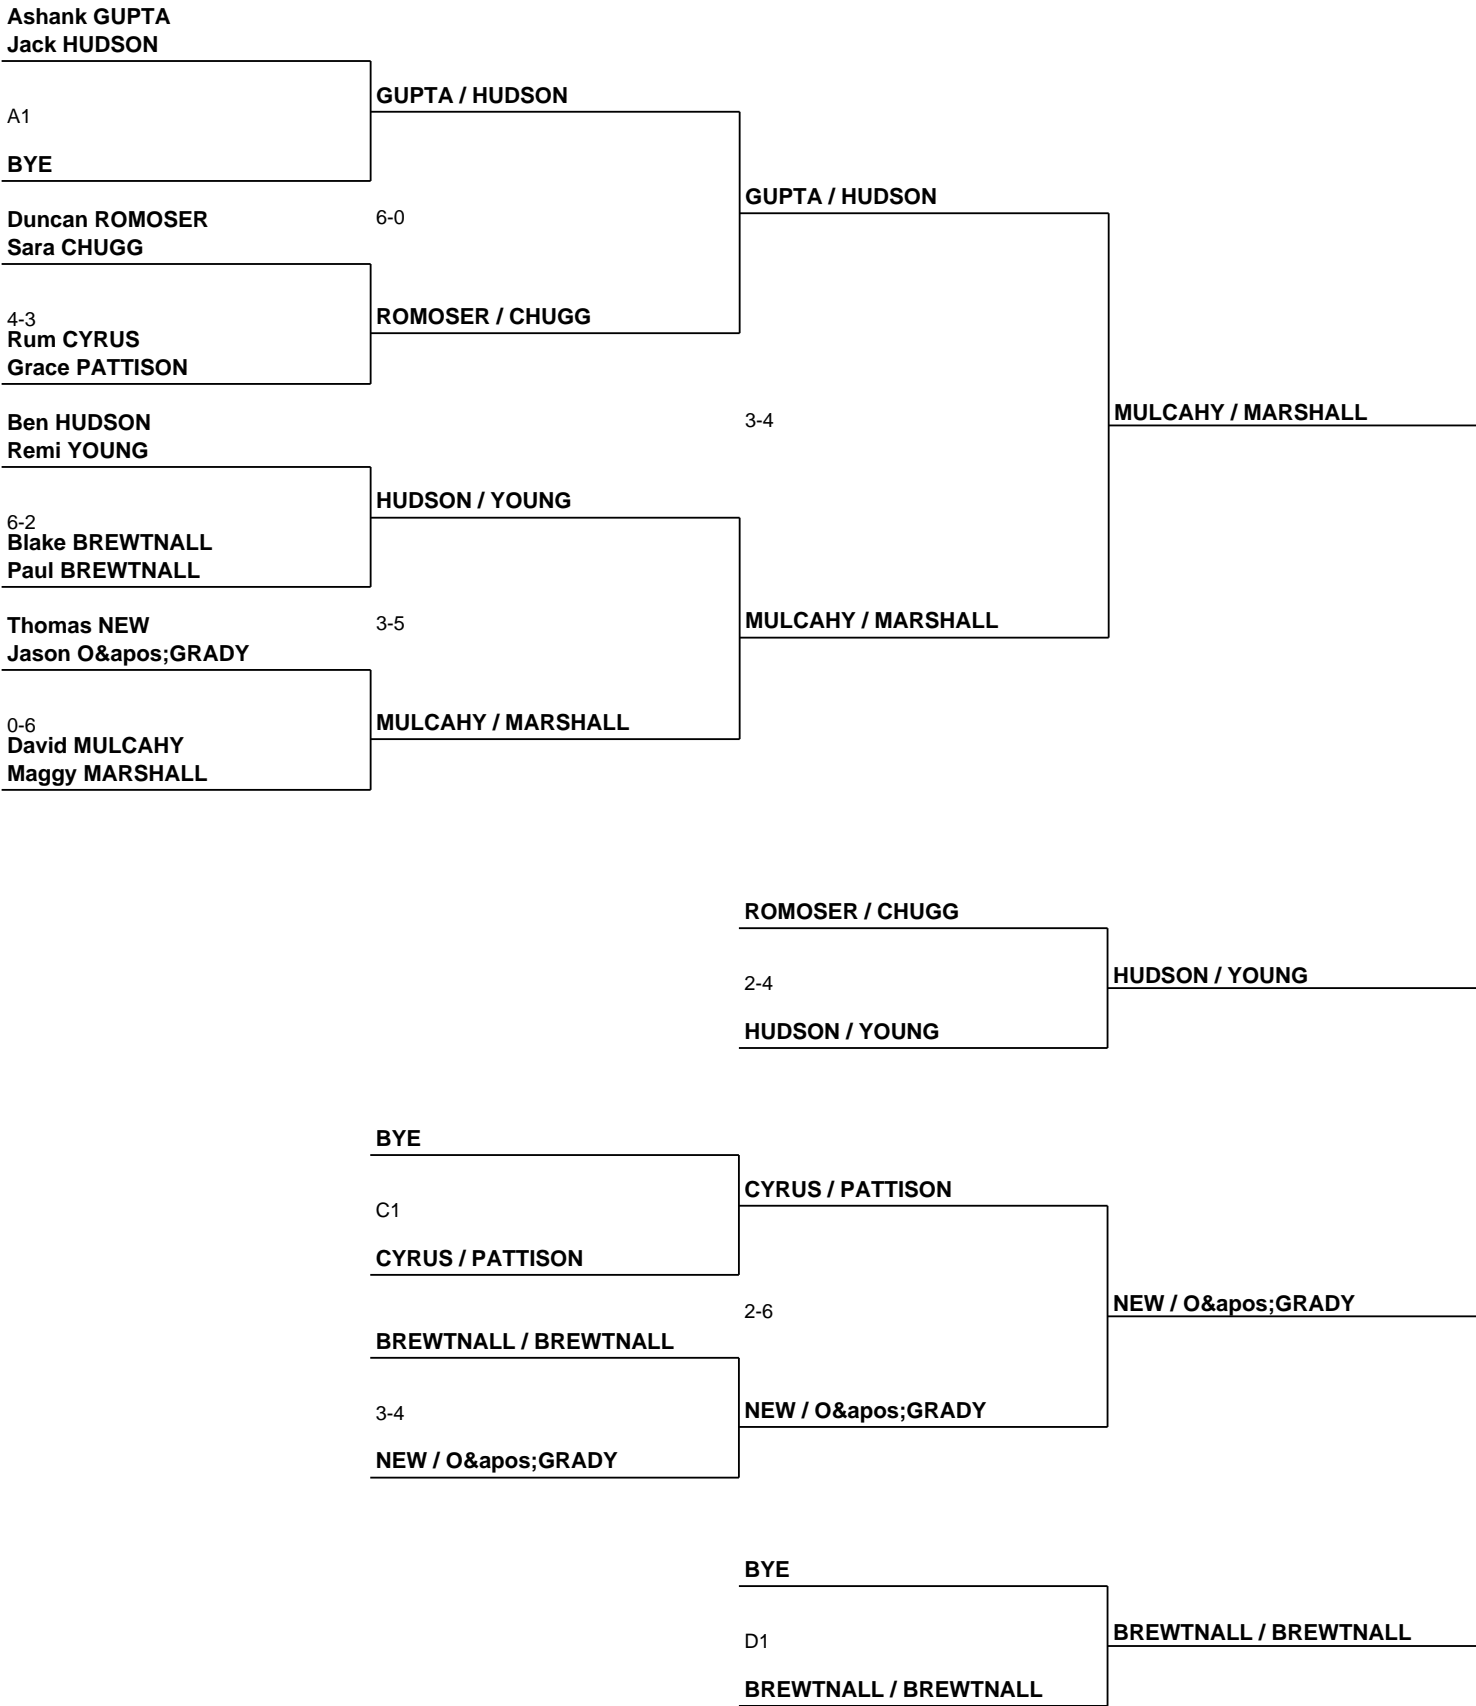 Ashank GUPTA
Jack HUDSON
GUPTA / HUDSON
A1
BYE
GUPTA / HUDSON
Duncan ROMOSER
6-0
Sara CHUGG
4-3
ROMOSER / CHUGG
Rum CYRUS
Grace PATTISON
Ben HUDSON
3-4
MULCAHY / MARSHALL
Remi YOUNG
HUDSON / YOUNG
6-2
Blake BREWTNALL
Paul BREWTNALL
Thomas NEW
3-5
MULCAHY / MARSHALL
Jason O&apos;GRADY
0-6
MULCAHY / MARSHALL
David MULCAHY
Maggy MARSHALL
ROMOSER / CHUGG
2-4
HUDSON / YOUNG
HUDSON / YOUNG
BYE
CYRUS / PATTISON
C1
CYRUS / PATTISON
2-6
NEW / O&apos;GRADY
BREWTNALL / BREWTNALL
3-4
NEW / O&apos;GRADY
NEW / O&apos;GRADY
BYE
D1
BREWTNALL / BREWTNALL
BREWTNALL / BREWTNALL